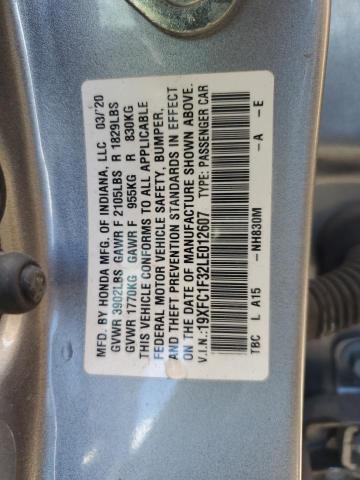 MFD. BY HONDA MFG. OF INDIANA, LLC 03/20
GVWR 3902LBS GAWR F 2105LBS R 1829LBS
GVWR 1770KG GAWR F 955KG R 830KG
THIS VEHICLE CONFORMS TO ALL APPLICABLE
FEDERAL MOTOR VEHICLE SAFETY, BUMPER,
AND THEFT PREVENTION STANDARDS IN EFFECT
ON THE DATE OF MANUFACTURE SHOWN ABOVE.
V.I.N.:19XFC1F32LE012607 TYPE: PASSENGER CAR
TBC L A15 -NH830M -A -E